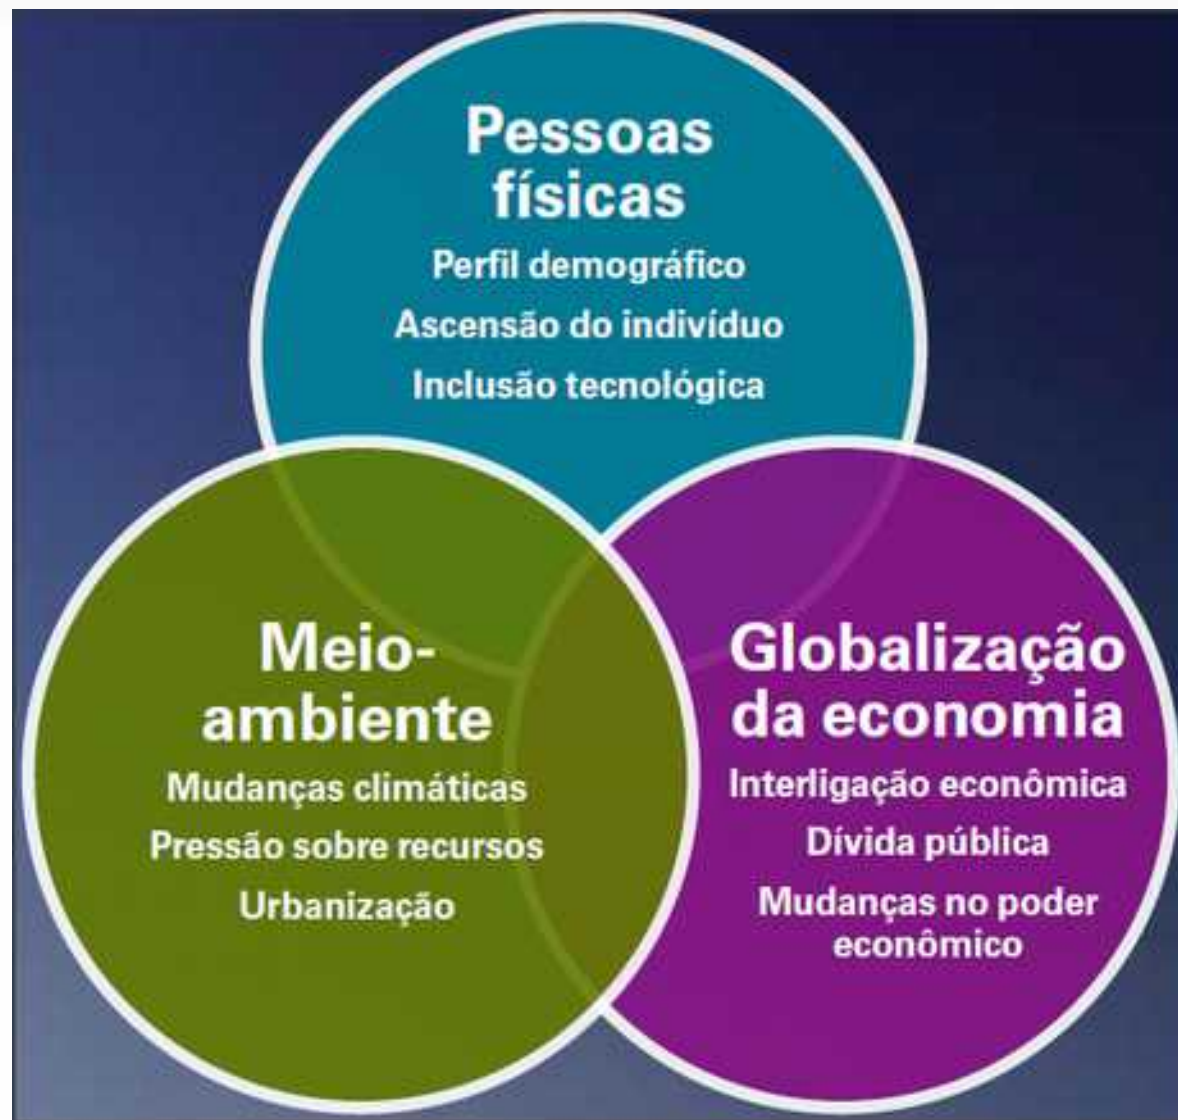 Pessoas
físicas
Perfil demográfico
Ascensão do indivíduo
Inclusão tecnológica
Meio-
ambiente
Mudanças climáticas
Pressão sobre recursos
Urbanização
Globalização
da economia
Interligação econômica
Dívida pública
Mudanças no poder
econômico